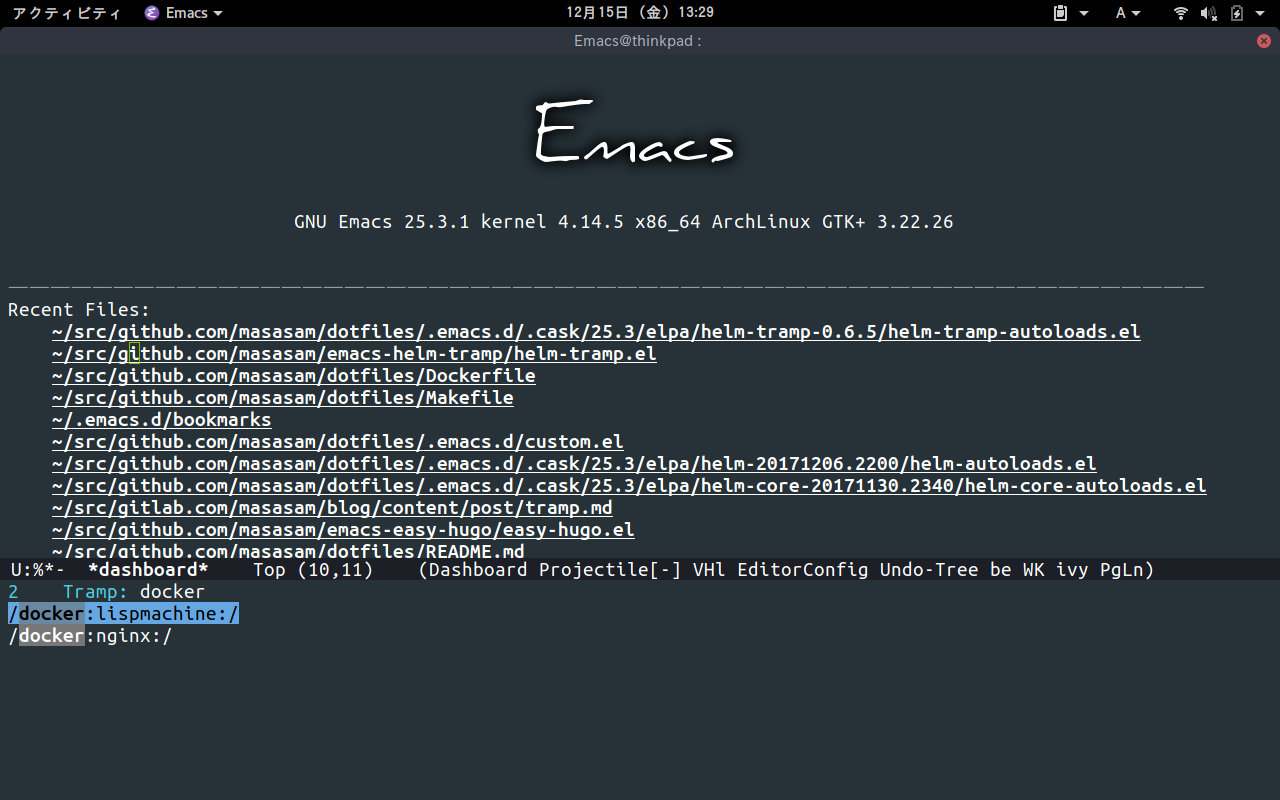 アクティビティ Emacs 12月15日（金）13:29 A
Emacs@thinkpad :
Emacs
GNU Emacs 25.3.1 kernel 4.14.5 x86_64 ArchLinux GTK+ 3.22.26
Recent Files:
~/src/github.com/masasam/dotfiles/.emacs.d/.cask/25.3/elpa/helm-tramp-0.6.5/helm-tramp-autoloads.el
~/src/github.com/masasam/emacs-helm-tramp/helm-tramp.el
~/src/github.com/masasam/dotfiles/Dockerfile
~/src/github.com/masasam/dotfiles/Makefile
~/.emacs.d/bookmarks
~/src/github.com/masasam/dotfiles/.emacs.d/custom.el
~/src/github.com/masasam/dotfiles/.emacs.d/.cask/25.3/elpa/helm-20171206.2200/helm-autoloads.el
~/src/github.com/masasam/dotfiles/.emacs.d/.cask/25.3/elpa/helm-core-20171130.2340/helm-core-autoloads.el
~/src/gitlab.com/masasam/blog/content/post/tramp.md
~/src/github.com/masasam/emacs-easy-hugo/easy-hugo.el
~/src/github.com/masasam/dotfiles/README.md
U:%*-  *dashboard*    Top (10,11)    (Dashboard Projectile[-] VHl EditorConfig Undo-Tree be WK ivy PgLn)
2    Tramp: docker
/docker:lispmachine:/
/docker:nginx:/